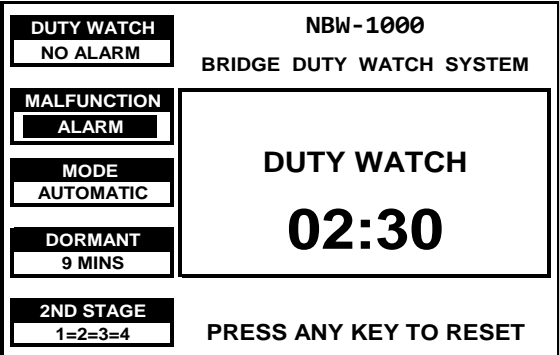 DUTY WATCH
NO ALARM
MALFUNCTION
ALARM
MODE
AUTOMATIC
DORMANT
9 MINS
2ND STAGE
1=2=3=4
NBW-1000
BRIDGE DUTY WATCH SYSTEM
DUTY WATCH
02:30
PRESS ANY KEY TO RESET